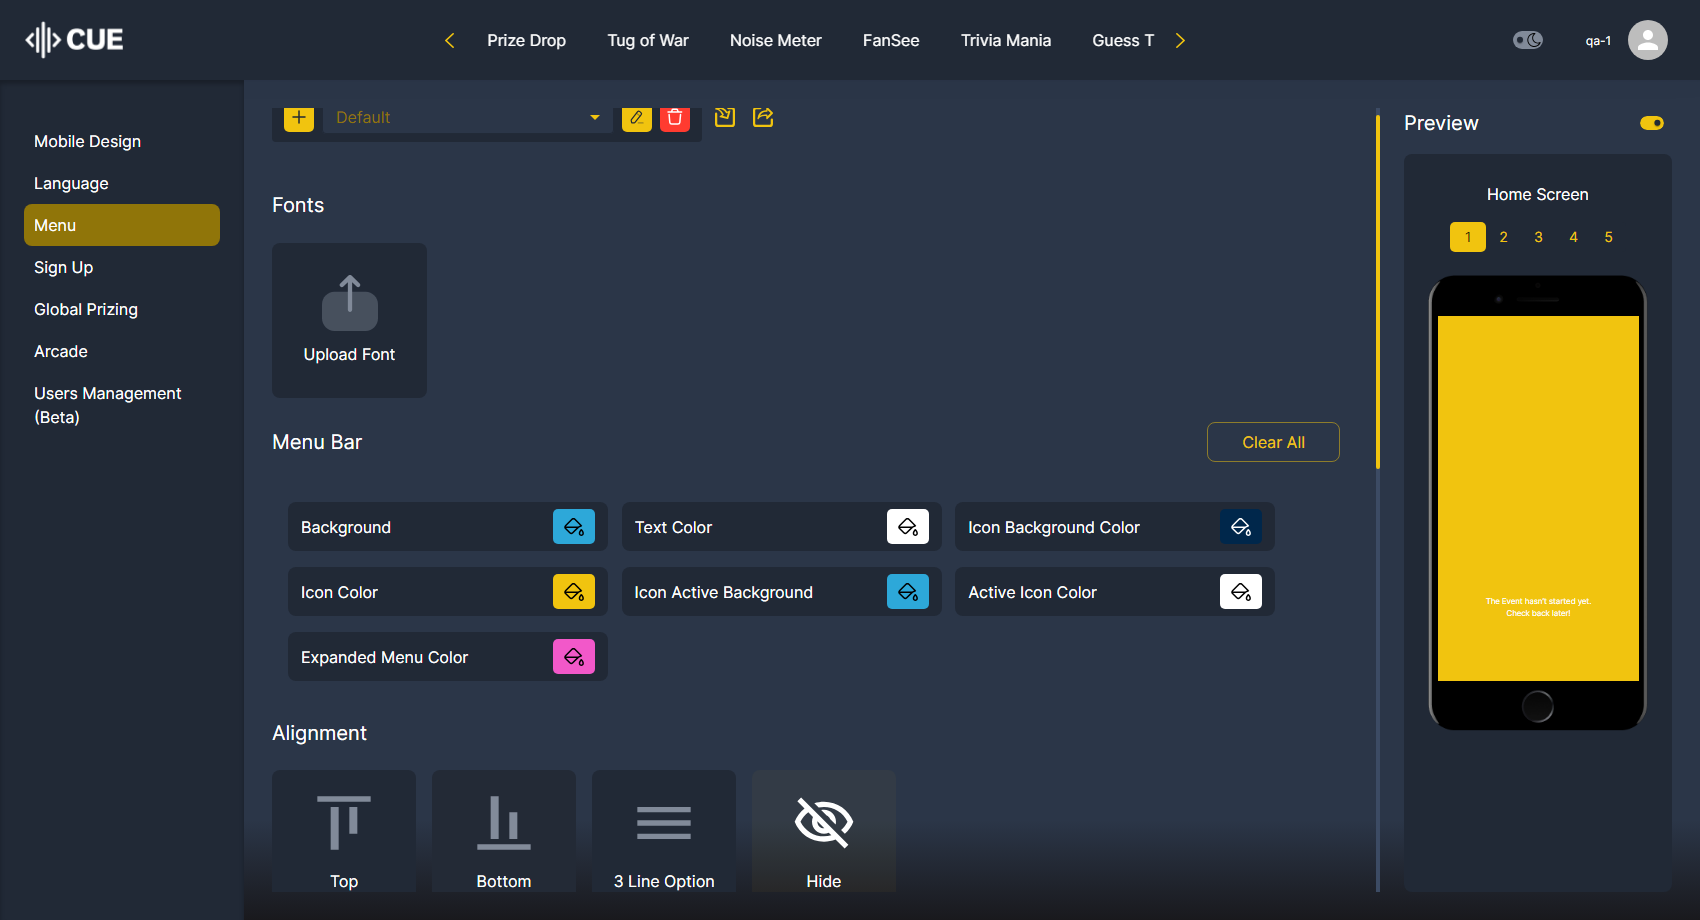 CUE
Prize Drop
Tug of War
Noise Meter
FanSee
Trivia Mania
Guess T
qa-1
Mobile Design
Language
Menu
Sign Up
Global Prizing
Arcade
Users Management
(Beta)
Default
Fonts
Upload Font
Menu Bar
Clear All
Background
Text Color
Icon Background Color
Icon Color
Icon Active Background
Active Icon Color
Expanded Menu Color
Alignment
Top
Bottom
3 Line Option
Hide
Preview
Home Screen
1 2 3 4 5
The Event hasn't started yet.
Check back later!